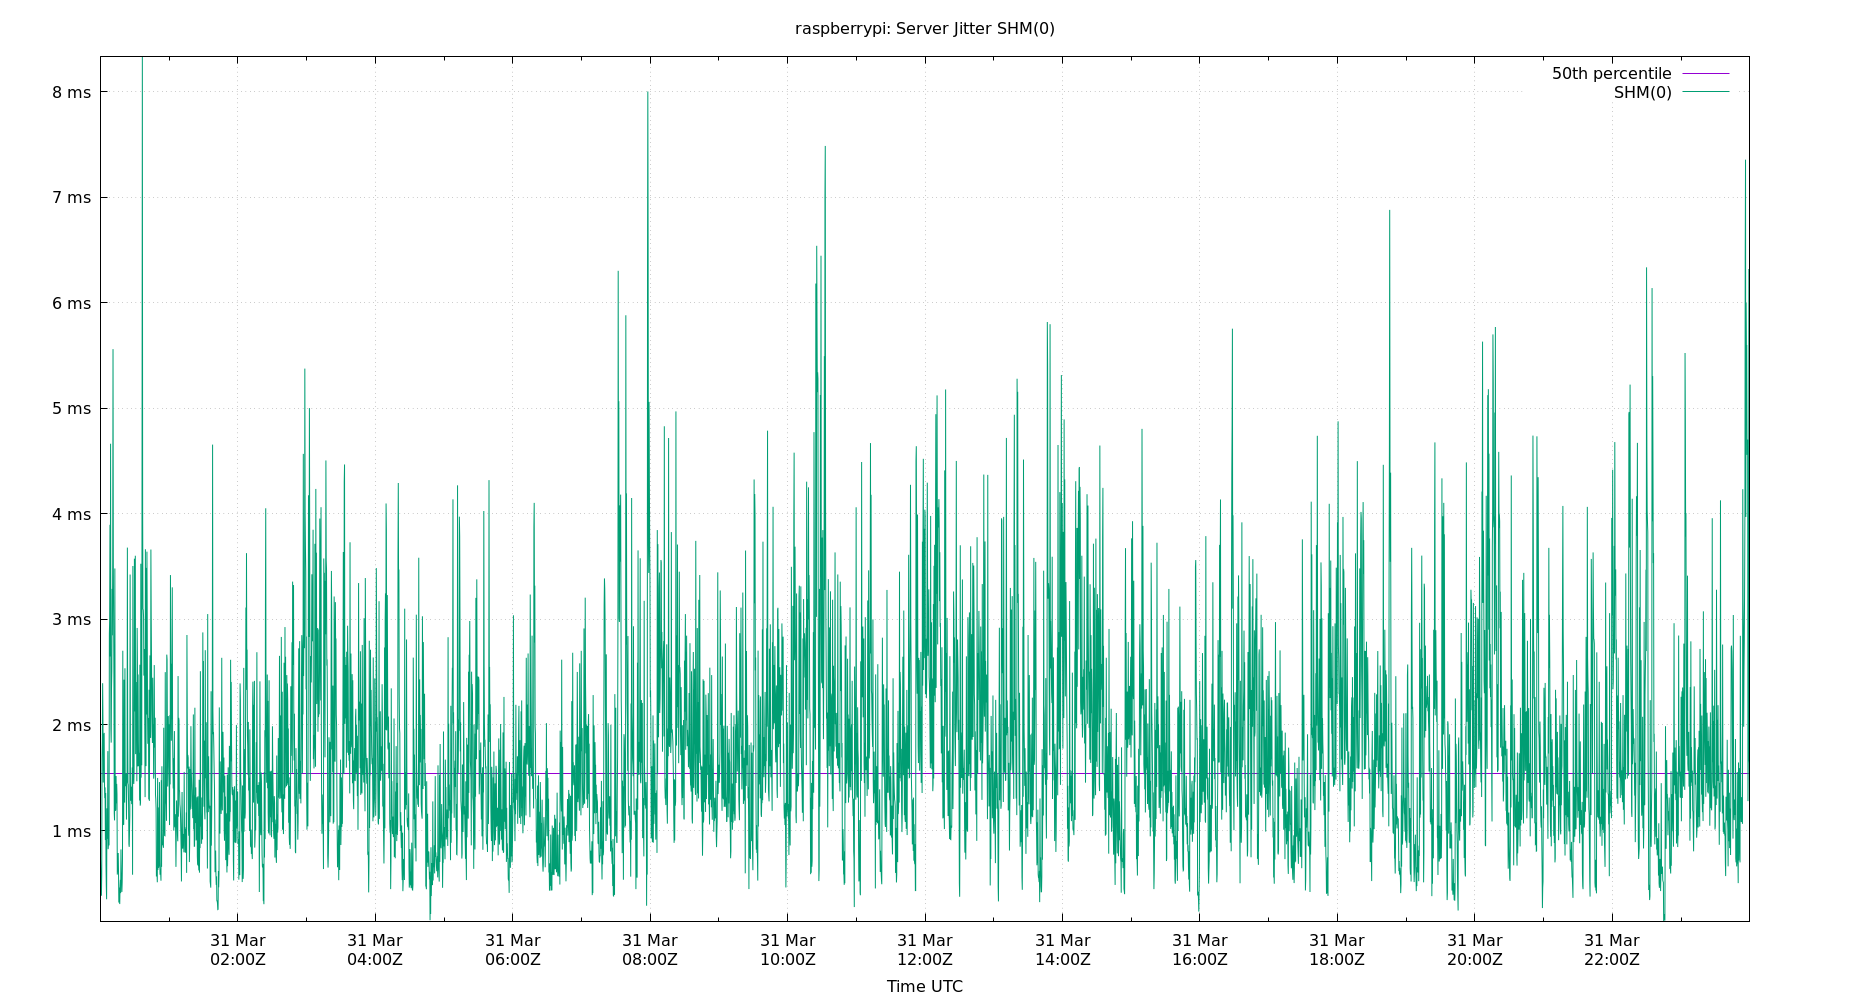 raspberrypi: Server Jitter SHM(0)
50th percentile
SHM(0)
8 ms
7 ms
6 ms
5 ms
4 ms
3 ms
2 ms
1 ms
31 Mar 31 Mar 31 Mar 31 Mar 31 Mar 31 Mar 31 Mar 31 Mar 31 Mar 31 Mar 31 Mar
02:00Z 04:00Z 06:00Z 08:00Z 10:00Z 12:00Z 14:00Z 16:00Z 18:00Z 20:00Z 22:00Z
Time UTC